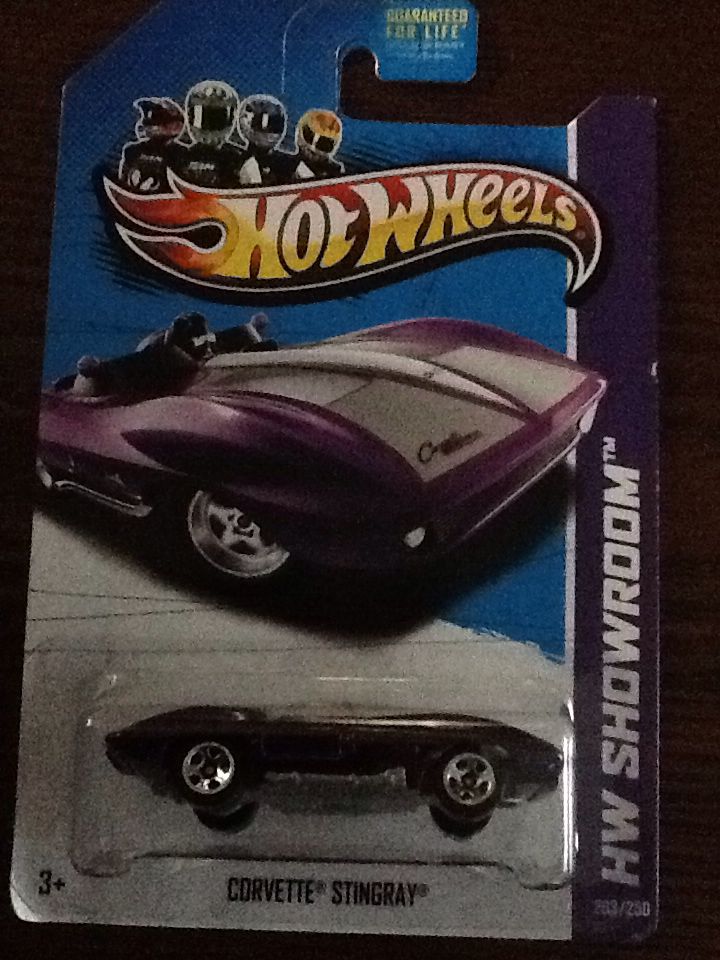 GUARANTEED
FOR LIFE
HOT WHEELS
HW SHOWROOM™
3+
CORVETTE® STINGRAY®